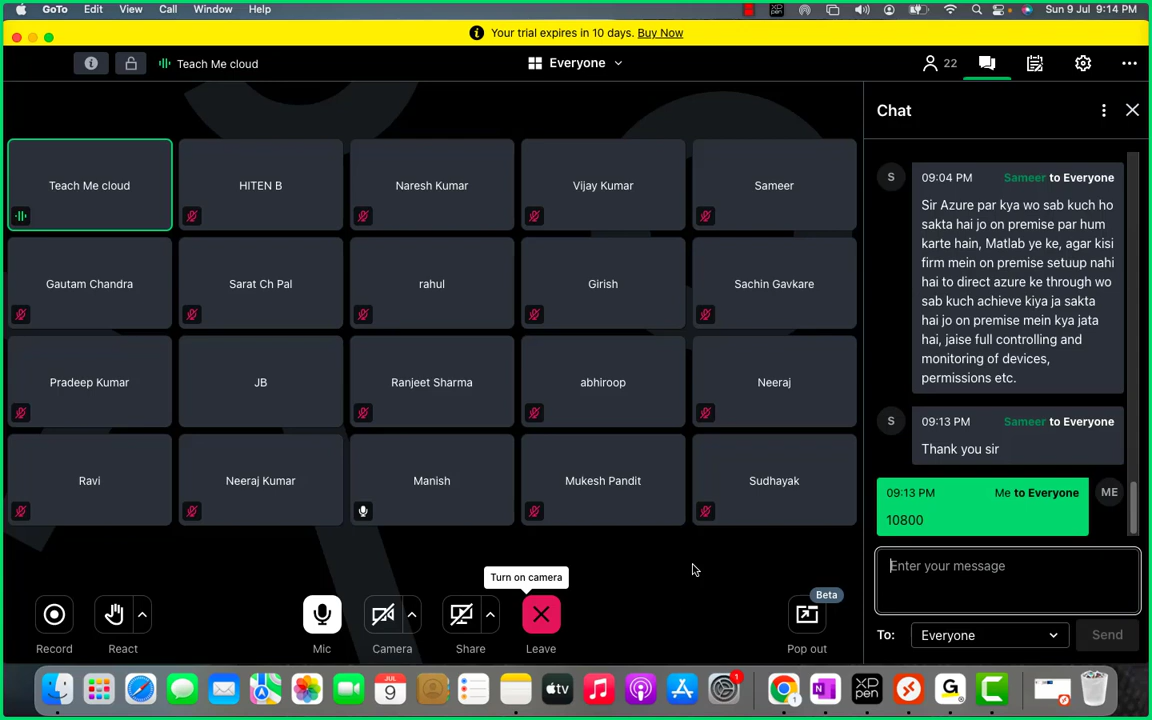 GoTo Edit View Call Window Help
Sun 9 Jul 9:14 PM
Your trial expires in 10 days. Buy Now
Teach Me cloud
Everyone
22
Chat
Teach Me cloud
HITEN B
Naresh Kumar
Vijay Kumar
Sameer
Gautam Chandra
Sarat Ch Pal
rahul
Girish
Sachin Gavkare
Pradeep Kumar
JB
Ranjeet Sharma
abhiroop
Neeraj
Ravi
Neeraj Kumar
Manish
Mukesh Pandit
Sudhayak
S
09:04 PM Sameer to Everyone
Sir Azure par kya wo sab kuch ho
sakta hai jo on premise par hum
karte hain, Matlab ye ke, agar kisi
firm mein on premise setuup nahi
hai to direct azure ke through wo
sab kuch achieve kiya ja sakta
hai jo on premise mein kya jata
hai, jaise full controlling and
monitoring of devices,
permissions etc.
S
09:13 PM Sameer to Everyone
Thank you sir
09:13 PM Me to Everyone
ME
10800
Enter your message
To: Everyone Send
Turn on camera
Beta
Record
React
Mic
Camera
Share
Leave
Pop out
JUL
9
tv
XP
pen
G
1
1